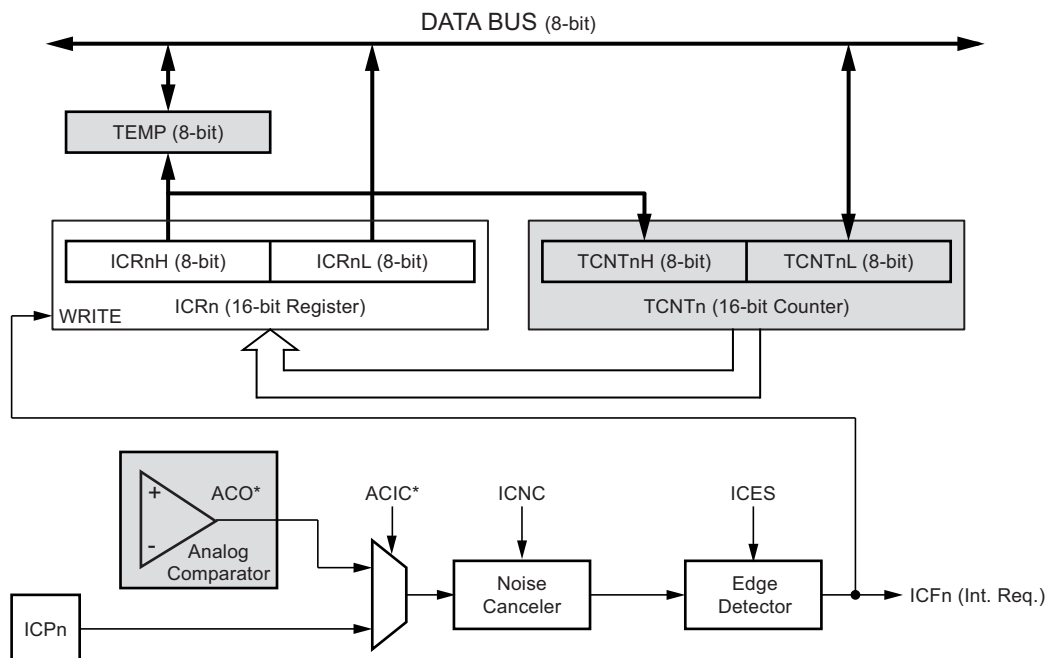 DATA BUS (8-bit)
TEMP (8-bit)
ICRnH (8-bit)
ICRnL (8-bit)
TCNTnH (8-bit)
TCNTnL (8-bit)
WRITE
ICRn (16-bit Register)
TCNTn (16-bit Counter)
+
-
ACO*
Analog
Comparator
ACIC*
ICNC
ICES
Noise
Canceler
Edge
Detector
ICFn (Int. Req.)
ICPn